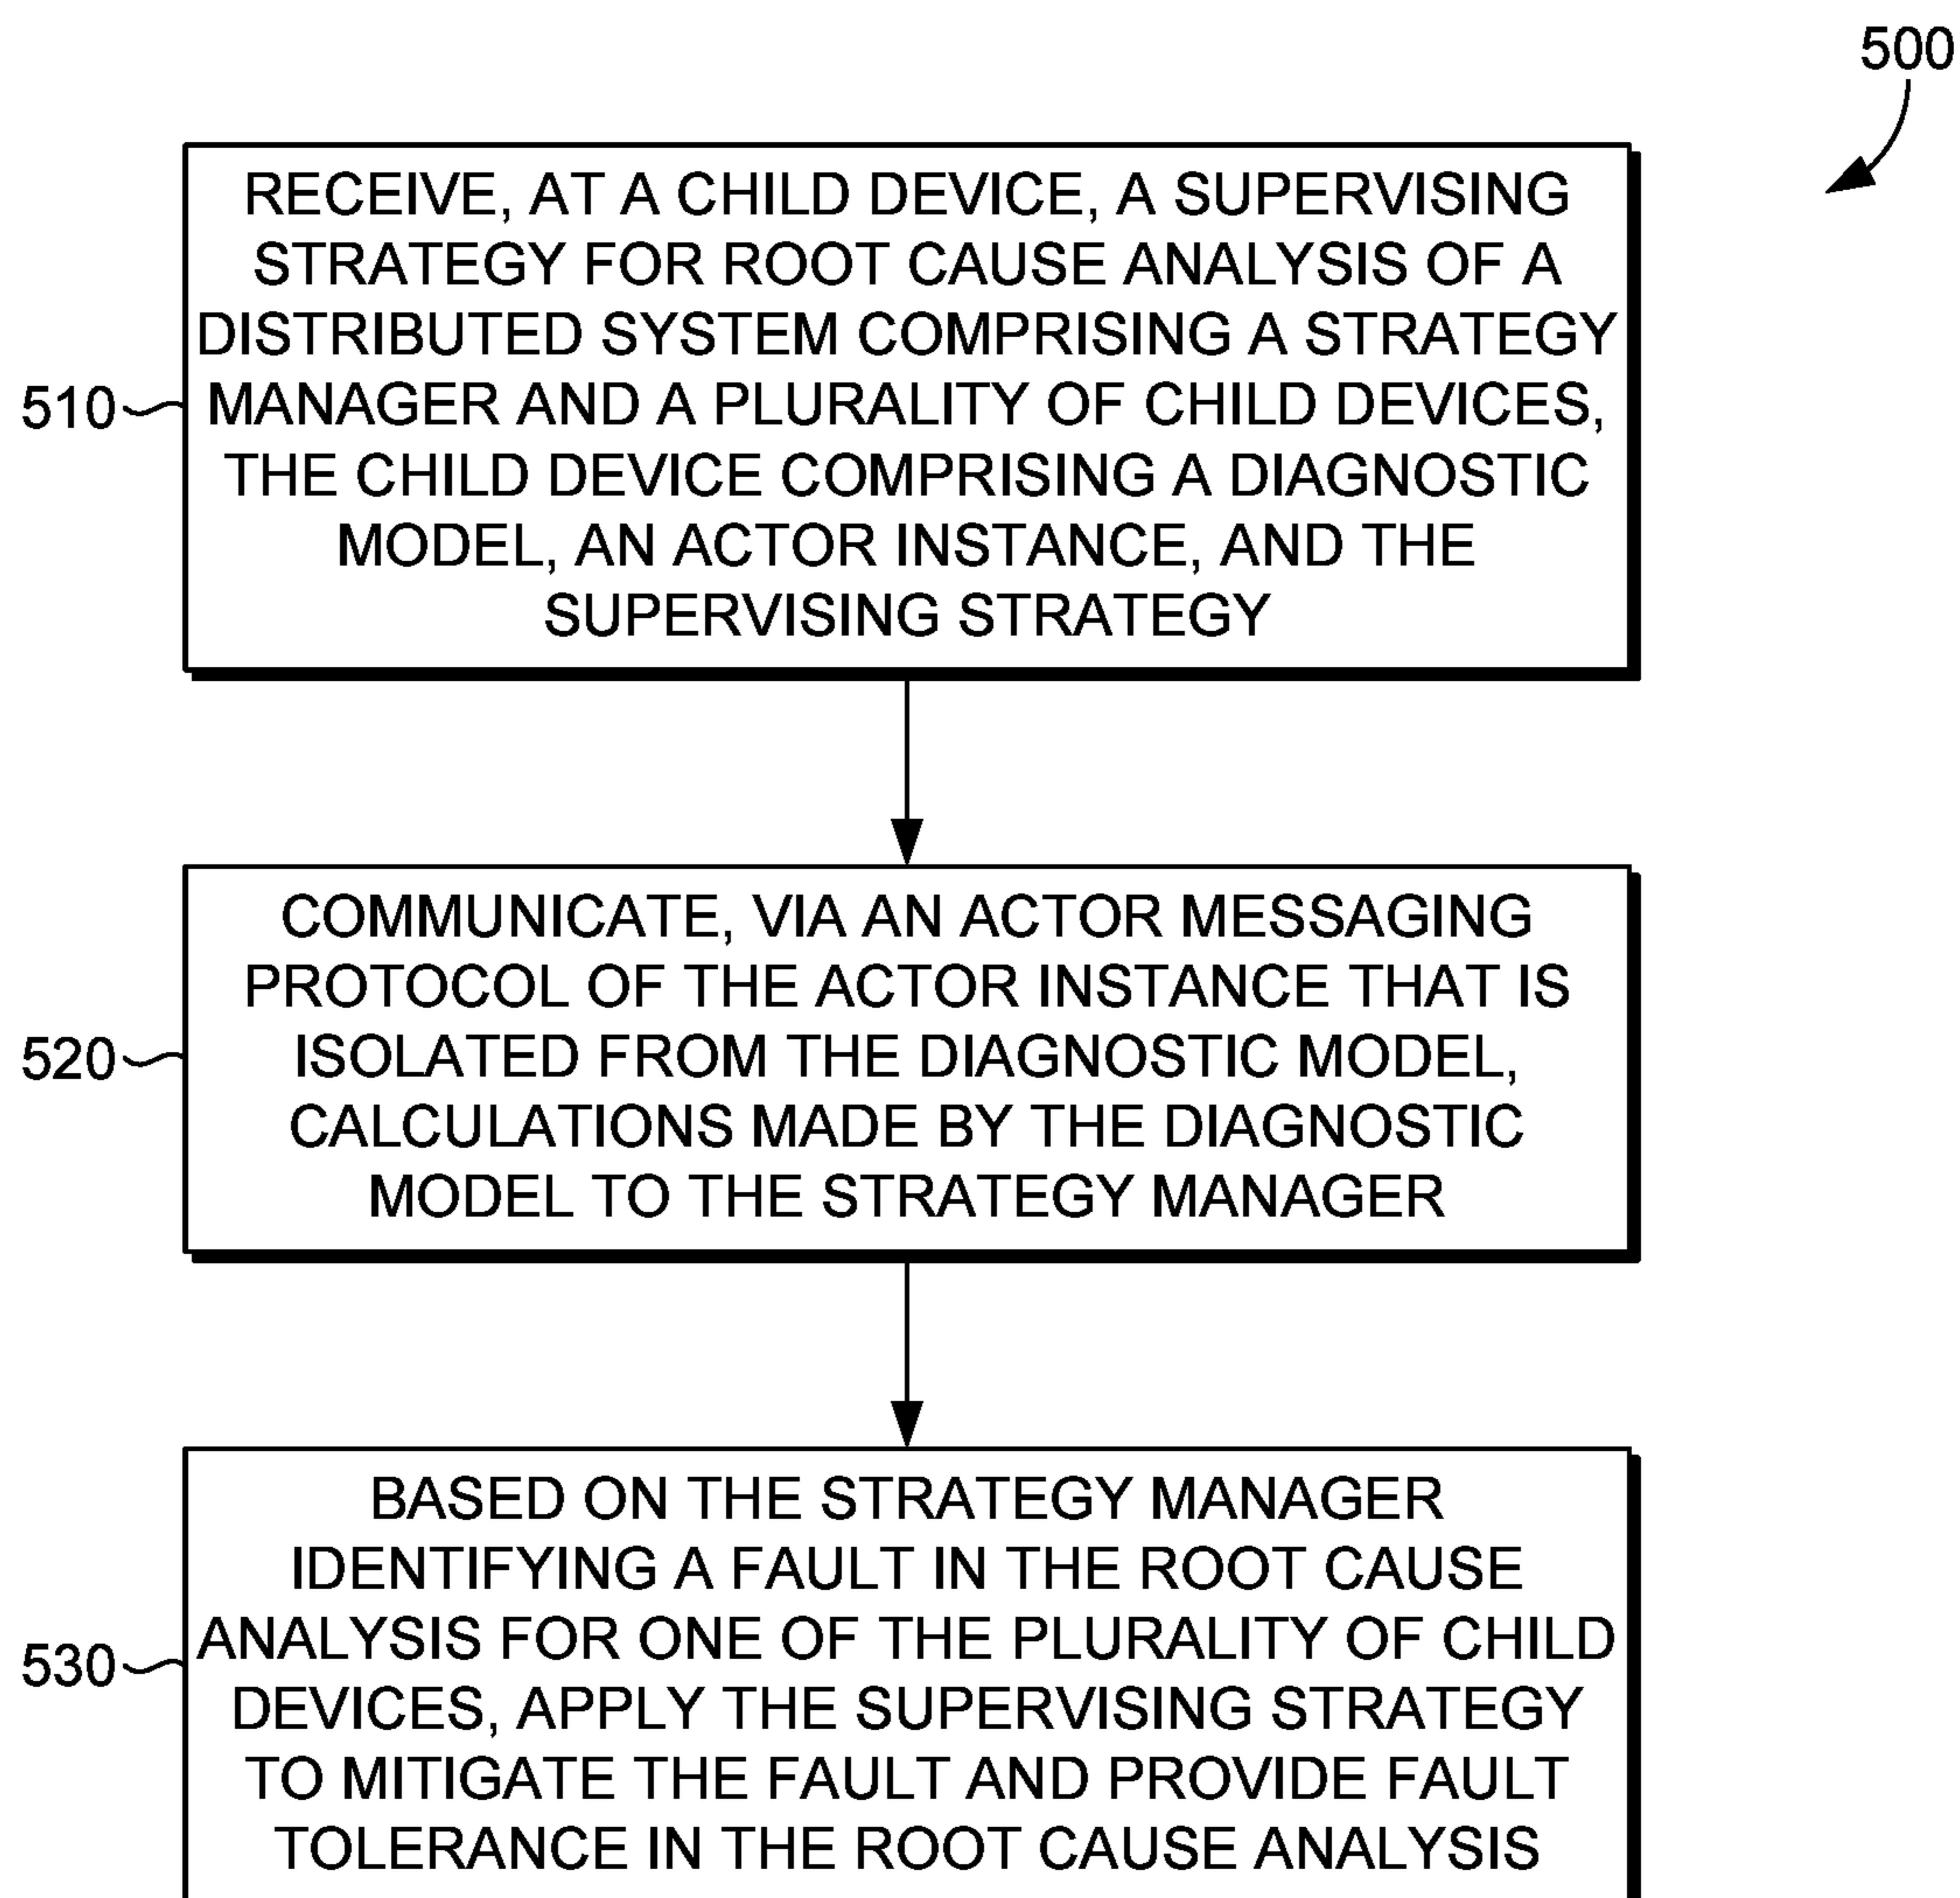 500
RECEIVE, AT A CHILD DEVICE, A SUPERVISING
STRATEGY FOR ROOT CAUSE ANALYSIS OF A
DISTRIBUTED SYSTEM COMPRISING A STRATEGY
MANAGER AND A PLURALITY OF CHILD DEVICES,
THE CHILD DEVICE COMPRISING A DIAGNOSTIC
MODEL, AN ACTOR INSTANCE, AND THE
SUPERVISING STRATEGY
510
COMMUNICATE, VIA AN ACTOR MESSAGING
PROTOCOL OF THE ACTOR INSTANCE THAT IS
ISOLATED FROM THE DIAGNOSTIC MODEL,
CALCULATIONS MADE BY THE DIAGNOSTIC
MODEL TO THE STRATEGY MANAGER
520
BASED ON THE STRATEGY MANAGER
IDENTIFYING A FAULT IN THE ROOT CAUSE
ANALYSIS FOR ONE OF THE PLURALITY OF CHILD
DEVICES, APPLY THE SUPERVISING STRATEGY
TO MITIGATE THE FAULT AND PROVIDE FAULT
TOLERANCE IN THE ROOT CAUSE ANALYSIS
530